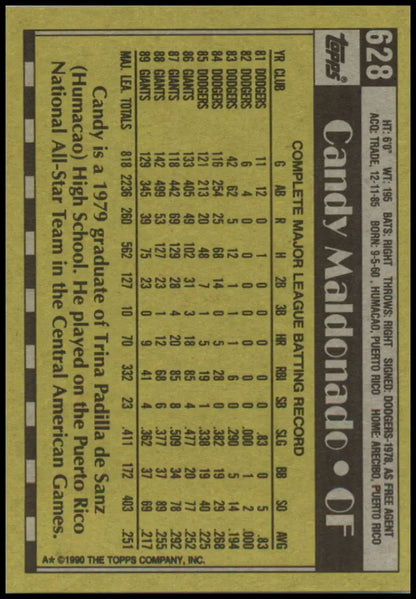 628
Topps
Candy Maldonado • OF
HT: 6'0" WT: 195 BATS: RIGHT THROWS: RIGHT SIGNED: DODGERS-1978, AS FREE AGENT
ACQ: TRADE, 12-11-85 BORN: 9-5-60, HUMACAO, PUERTO RICO HOME: ARECIBO, PUERTO RICO
COMPLETE MAJOR LEAGUE BATTING RECORD
YR CLUB G AB R H 2B 3B HR RBI SB SLG BB SO AVG
81 DODGERS 11 12 0 1 0 0 0 0 0 .83 0 5 .83
82 DODGERS 6 4 0 0 0 0 0 0 0 .000 1 2 .000
83 DODGERS 42 62 5 12 1 1 1 6 0 .290 5 14 .194
84 DODGERS 116 254 25 68 14 0 5 28 0 .382 19 29 .268
85 DODGERS 121 213 20 48 7 1 5 19 1 .338 19 40 .225
86 GIANTS 133 405 49 102 31 3 18 85 4 .477 20 77 .252
87 GIANTS 118 442 69 129 28 4 20 85 8 .509 34 78 .292
88 GIANTS 142 499 53 127 23 1 12 68 6 .377 37 89 .255
89 GIANTS 129 345 39 75 23 0 9 41 4 .362 37 69 .217
MAJ. LEA. TOTALS 818 2236 260 562 127 10 70 332 23 .411 172 403 .251
Candy is a 1979 graduate of Trina Padilla de Sanz
(Humacao) High School. He played on the Puerto Rico
National All-Star Team in the Central American Games.
A* ©1990 THE TOPPS COMPANY, INC.